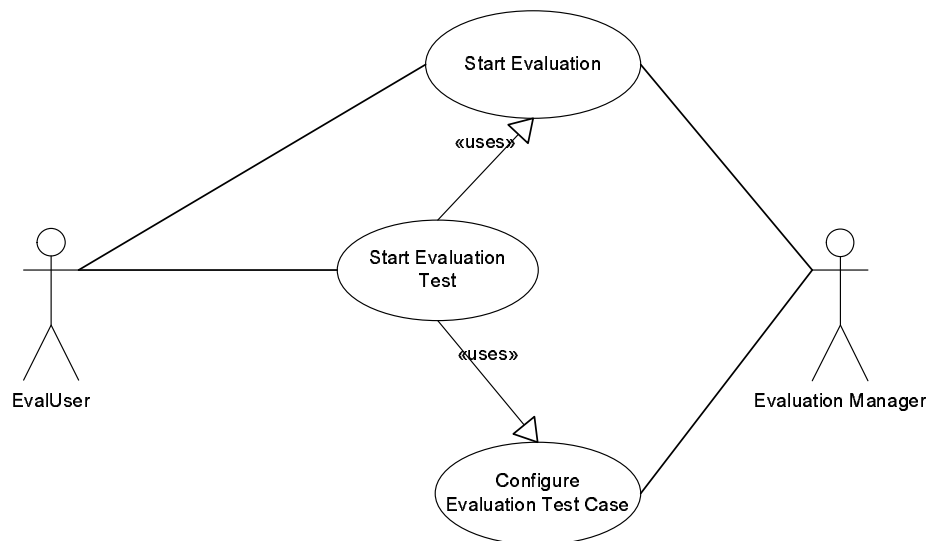 Start Evaluation
«uses»
Start Evaluation
Test
«uses»
EvalUser
Evaluation Manager
Configure
Evaluation Test Case